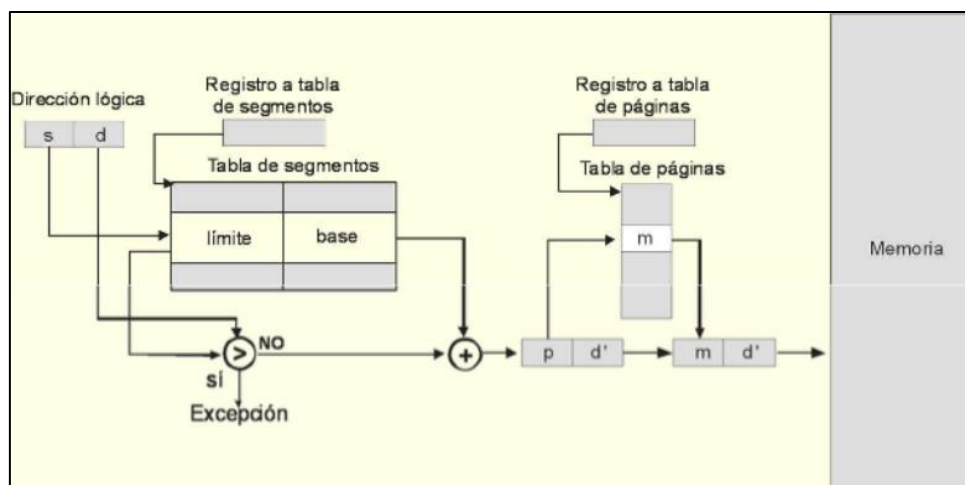 Dirección lógica
s d
Registro a tabla
de segmentos
Tabla de segmentos
límite base
>
NO
SÍ
Excepción
+
Registro a tabla
de páginas
Tabla de páginas
m
p d'
m d'
Memoria